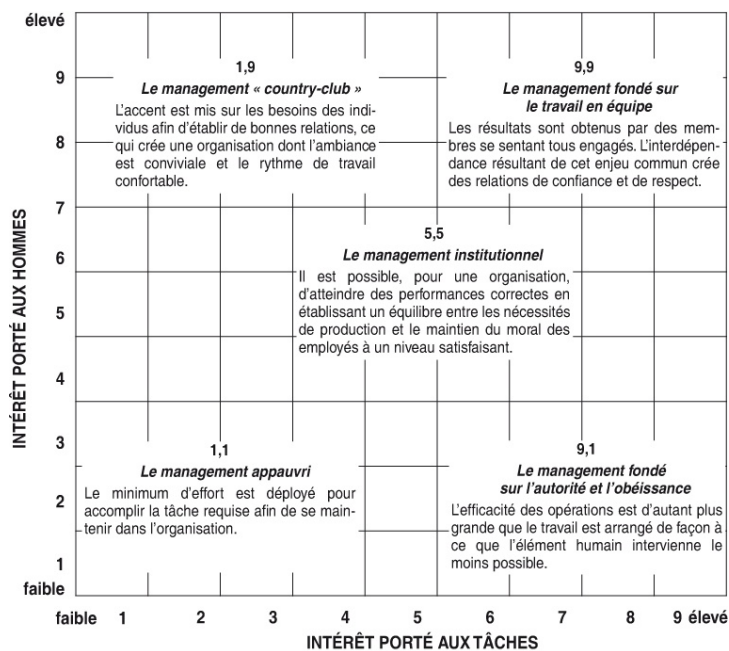 élevé
9
8
7
6
5
4
3
2
1
faible
INTÉRÊT PORTÉ AUX HOMMES
1,9
Le management « country-club »
L'accent est mis sur les besoins des indi-
vidus afin d'établir de bonnes relations, ce
qui crée une organisation dont l'ambiance
est conviviale et le rythme de travail
confortable.
9,9
Le management fondé sur
le travail en équipe
Les résultats sont obtenus par des mem-
bres se sentant tous engagés. L'interdépen-
dance résultant de cet enjeu commun crée
des relations de confiance et de respect.
5,5
Le management institutionnel
Il est possible, pour une organisation,
d'atteindre des performances correctes en
établissant un équilibre entre les nécessités
de production et le maintien du moral des
employés à un niveau satisfaisant.
1,1
Le management appauvri
Le minimum d'effort est déployé pour
accomplir la tâche requise afin de se main-
tenir dans l'organisation.
9,1
Le management fondé
sur l'autorité et l'obéissance
L'efficacité des opérations est d'autant plus
grande que le travail est arrangé de façon à
ce que l'élément humain intervienne le
moins possible.
faible 1 2 3 4 5 6 7 8 9 élevé
INTÉRÊT PORTÉ AUX TÂCHES